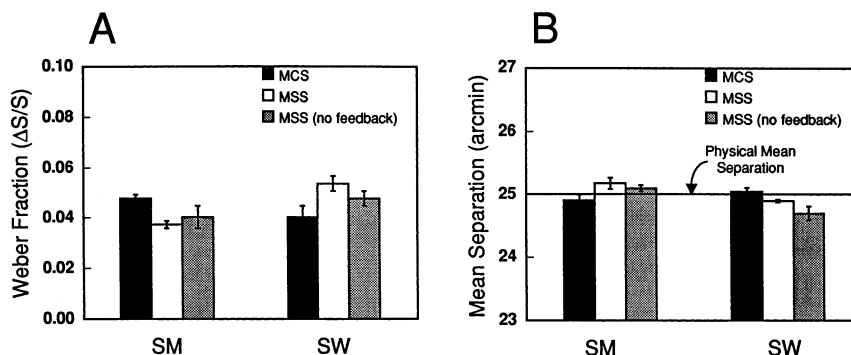 A
Weber Fraction (ΔS/S)
0.10
0.08
0.06
0.04
0.02
0.00
MCS
MSS
MSS (no feedback)
SM SW
B
Mean Separation (arcmin)
27
26
25
24
23
MCS
MSS
MSS (no feedback)
Physical Mean
Separation
SM SW